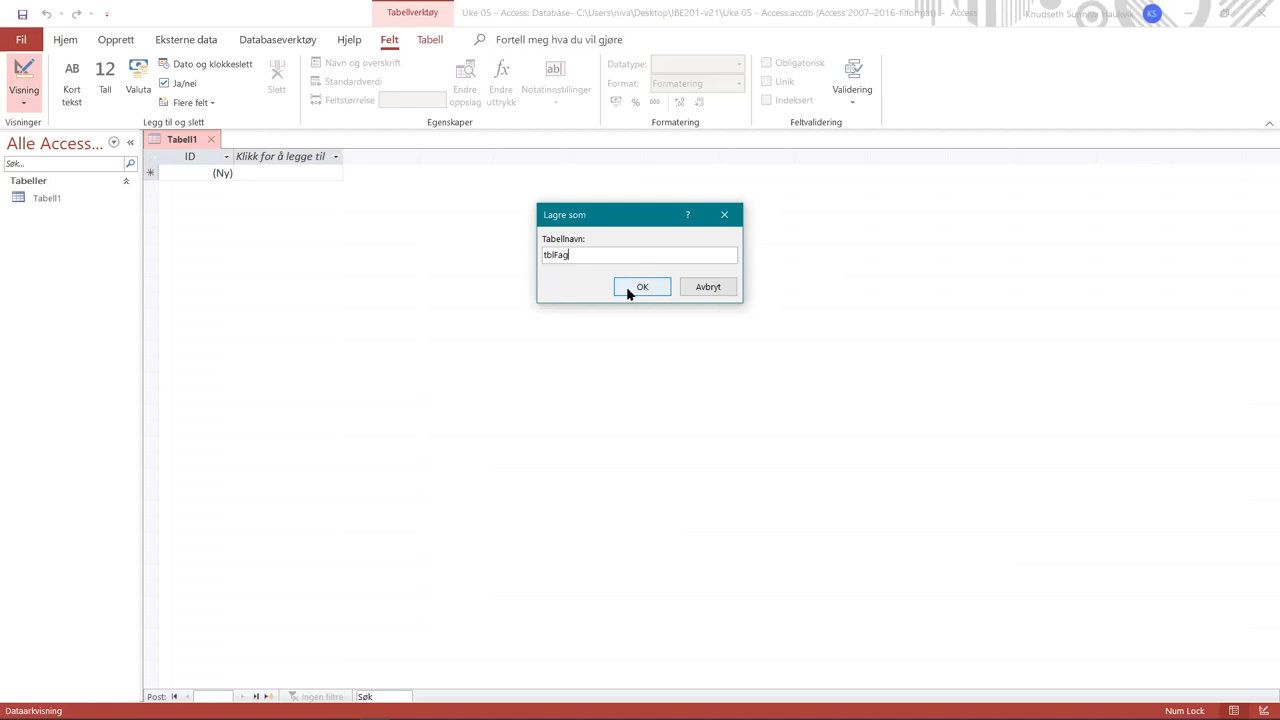 Tabellverktøy
Uke 05 - Access: Database- C:\Users\niva\Desktop\IBE201-v21\Uke 05 - Access.accdb (Access 2007–2016-filformat) - Access
Knudseth Sunniva Haukvik
KS
Fil
Hjem
Opprett
Eksterne data
Databaseverktøy
Hjelp
Felt
Tabell
Fortell meg hva du vil gjøre
Visning
AB
Kort
tekst
12
Tall
Valuta
Dato og klokkeslett
Ja/nei
Flere felt
Slett
Navn og overskrift
Standardverdi
Feltstørrelse
Endre
oppslag
fx
Endre
uttrykk
ab|
Notatinnstillinger
Datatype:
Format:
Formatering
%
000
Obligatorisk
Unik
Indeksert
Validering
Visninger
Legg til og slett
Egenskaper
Formatering
Feltvalidering
Alle Access...
Søk...
Tabeller
Tabell1
Tabell1
ID
Klikk for å legge til
(Ny)
Lagre som
?
Tabellnavn:
tblFag
OK
Avbryt
Post:
Ingen filtre
Søk
Dataarkvisning
Num Lock